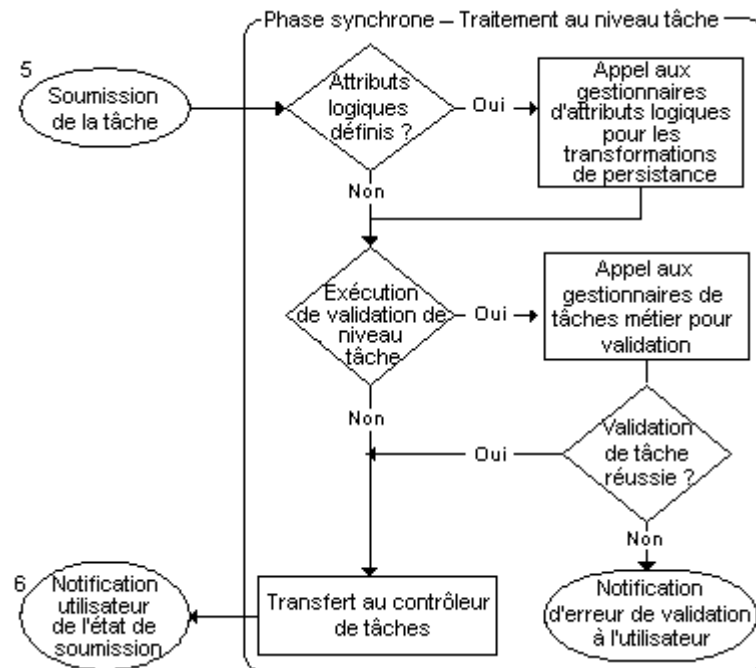 Phase synchrone – Traitement au niveau tâche
5
Soumission
de la tâche
Attributs
logiques
définis ?
Oui
Appel aux
gestionnaires
d'attributs logiques
pour les
transformations
de persistance
Non
Exécution
de validation de
niveau
tâche
Oui
Appel aux
gestionnaires de
tâches métier pour
validation
Non
Oui
Validation
de tâche
réussie ?
Non
6
Notification
utilisateur
de l'état de
soumission
Transfert au contrôleur
de tâches
Notification
d'erreur de validation
à l'utilisateur